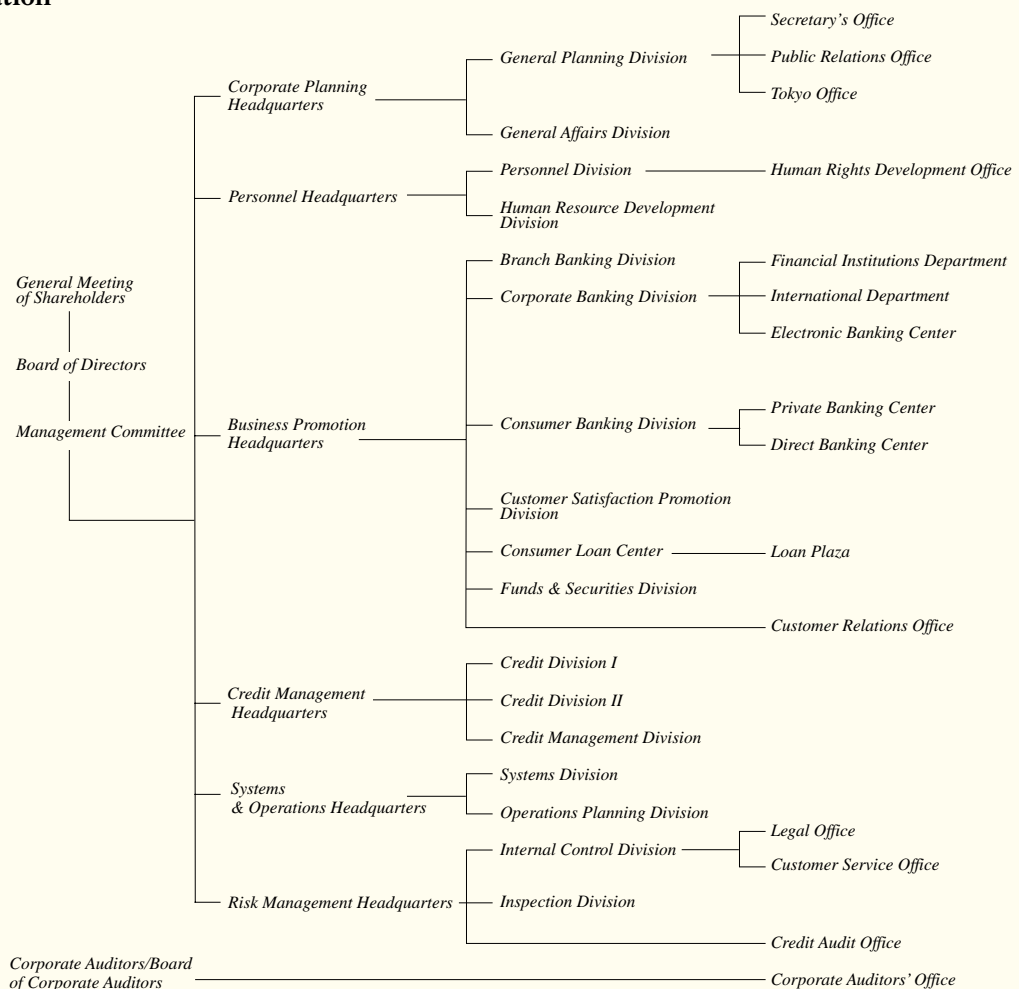 Secretary's Office
General Planning Division
Public Relations Office
Corporate Planning
Headquarters
Tokyo Office
General Affairs Division
Personnel Division
Human Rights Development Office
Personnel Headquarters
Human Resource Development
Division
Branch Banking Division
Financial Institutions Department
General Meeting
of Shareholders
Corporate Banking Division
International Department
Electronic Banking Center
Board of Directors
Private Banking Center
Management Committee
Business Promotion
Headquarters
Consumer Banking Division
Direct Banking Center
Customer Satisfaction Promotion
Division
Consumer Loan Center
Loan Plaza
Funds & Securities Division
Customer Relations Office
Credit Division I
Credit Management
Headquarters
Credit Division II
Credit Management Division
Systems Division
Systems
& Operations Headquarters
Operations Planning Division
Legal Office
Internal Control Division
Customer Service Office
Risk Management Headquarters
Inspection Division
Credit Audit Office
Corporate Auditors/Board
of Corporate Auditors
Corporate Auditors' Office